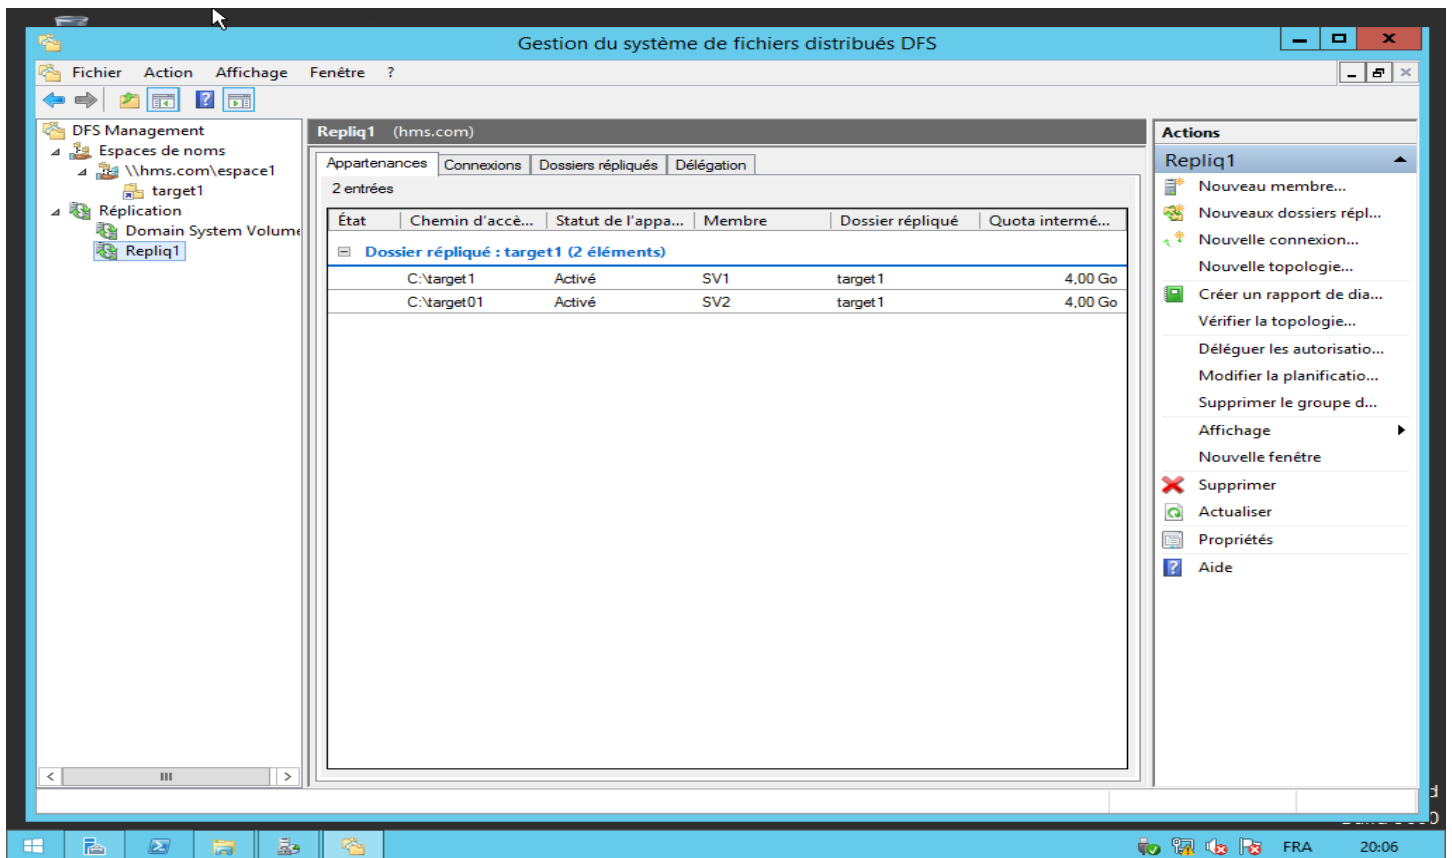 Gestion du système de fichiers distribués DFS
Fichier Action Affichage Fenêtre ?
DFS Management
Espaces de noms
\\hms.com\espace1
target1
Réplication
Domain System Volume
Repliq1
Repliq1 (hms.com)
Appartenances Connexions Dossiers répliqués Délégation
2 entrées
État Chemin d'accè... Statut de l'appa... Membre Dossier répliqué Quota intermé...
Dossier répliqué : target1 (2 éléments)
C:\target1 Activé SV1 target1 4,00 Go
C:\target01 Activé SV2 target1 4,00 Go
Actions
Repliq1
Nouveau membre...
Nouveaux dossiers répl...
Nouvelle connexion...
Nouvelle topologie...
Créer un rapport de dia...
Vérifier la topologie...
Déléguer les autorisatio...
Modifier la planificatio...
Supprimer le groupe d...
Affichage
Nouvelle fenêtre
Supprimer
Actualiser
Propriétés
Aide
FRA 20:06